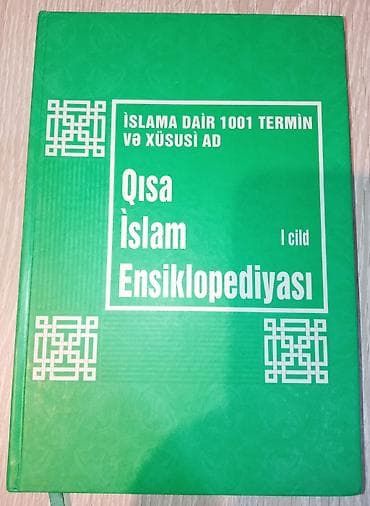 İSLAMA DAİR 1001 TERMİN
VƏ XÜSUSİ AD
Qısa
İslam
I cild
Ensiklopediyası